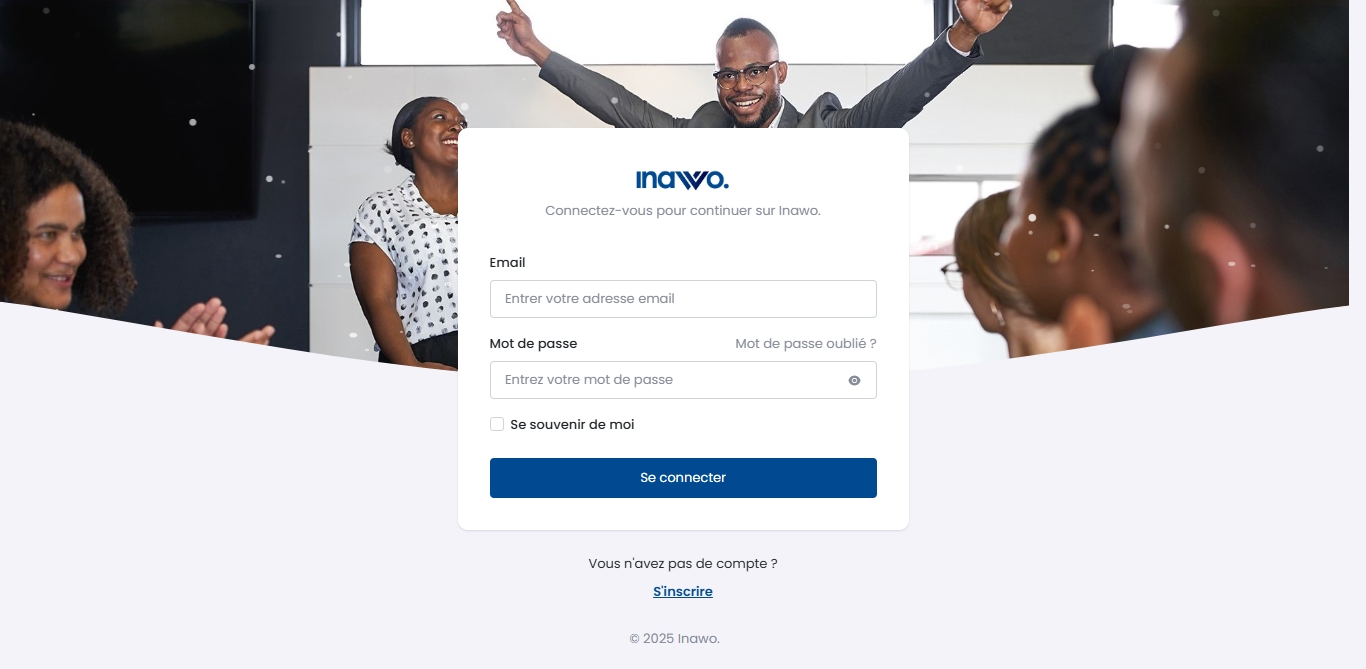 Inawo.
Connectez-vous pour continuer sur Inawo.
Email
Entrer votre adresse email
Mot de passe Mot de passe oublié ?
Entrez votre mot de passe
Se souvenir de moi
Se connecter
Vous n'avez pas de compte ?
S'inscrire
© 2025 Inawo.